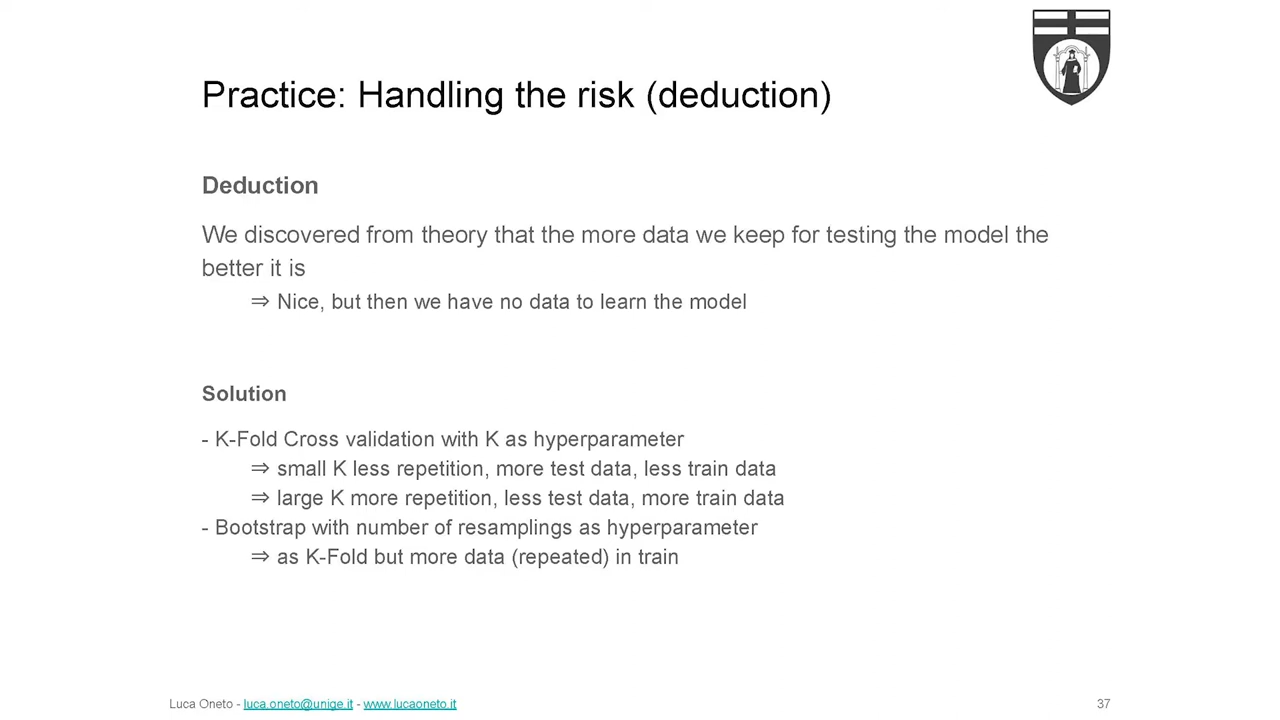 Practice: Handling the risk (deduction)
Deduction
We discovered from theory that the more data we keep for testing the model the
better it is
⇒ Nice, but then we have no data to learn the model
Solution
- K-Fold Cross validation with K as hyperparameter
⇒ small K less repetition, more test data, less train data
⇒ large K more repetition, less test data, more train data
- Bootstrap with number of resamplings as hyperparameter
⇒ as K-Fold but more data (repeated) in train
Luca Oneto - luca.oneto@unige.it - www.lucaoneto.it
37